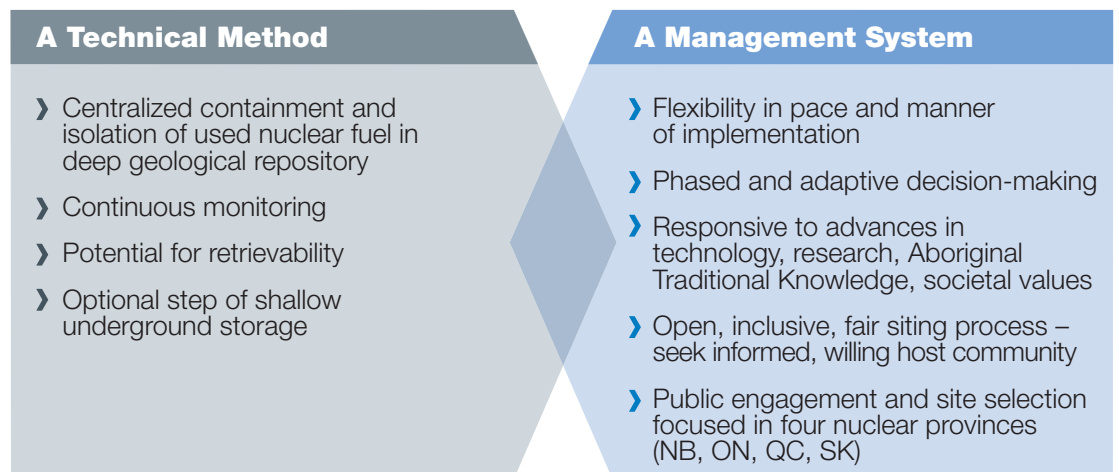 A Technical Method
❱ Centralized containment and
isolation of used nuclear fuel in
deep geological repository
❱ Continuous monitoring
❱ Potential for retrievability
❱ Optional step of shallow
underground storage
A Management System
❱ Flexibility in pace and manner
of implementation
❱ Phased and adaptive decision-making
❱ Responsive to advances in
technology, research, Aboriginal
Traditional Knowledge, societal values
❱ Open, inclusive, fair siting process –
seek informed, willing host community
❱ Public engagement and site selection
focused in four nuclear provinces
(NB, ON, QC, SK)